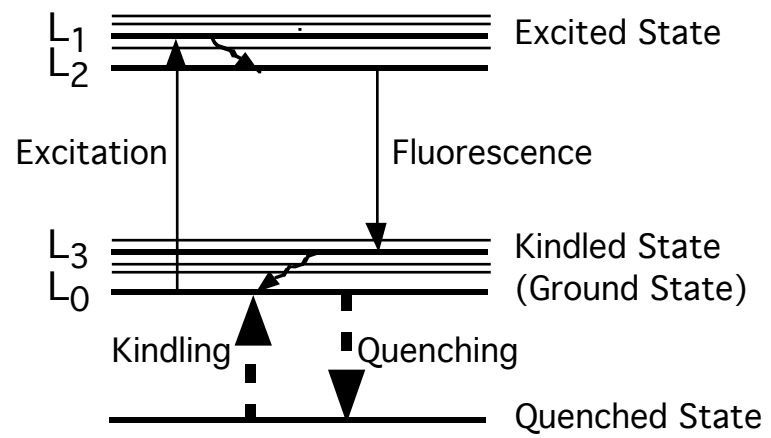 L₁
Excited State
L₂
Excitation
Fluorescence
L₃
Kindled State
L₀
(Ground State)
Kindling
Quenching
Quenched State